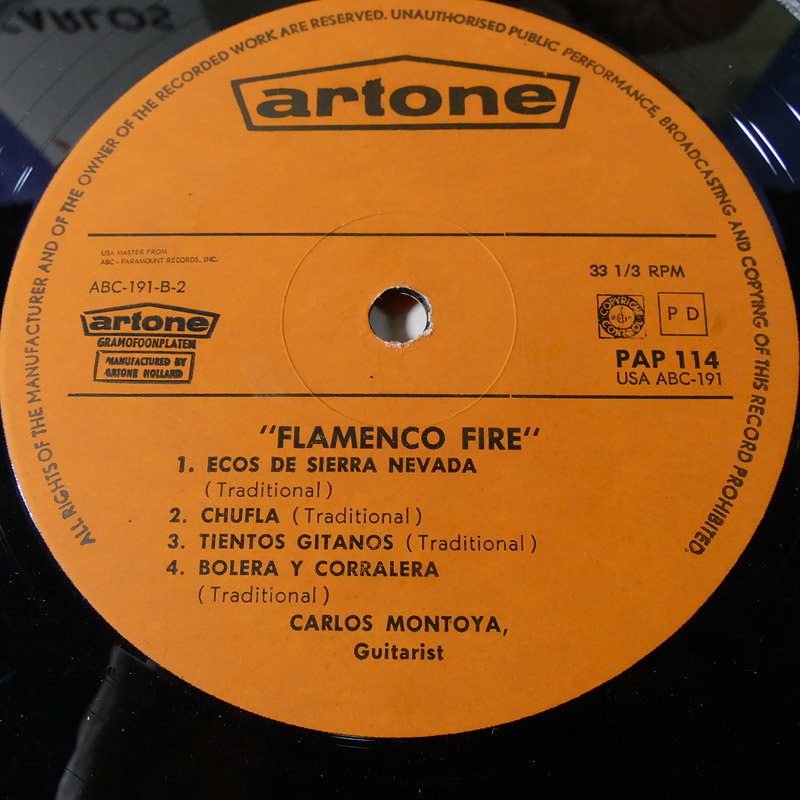 CARLOS
ALL RIGHTS OF THE MANUFACTURER AND OF THE OWNER OF THE RECORDED WORK ARE RESERVED. UNAUTHORISED PUBLIC PERFORMANCE, BROADCASTING AND COPYING OF THIS RECORD PROHIBITED.
artone
USA MASTER FROM
ABC - PARAMOUNT RECORDS, INC.
ABC-191-B-2
33 1/3 RPM
artone
GRAMOFOONPLATEN
MANUFACTURED BY
ARTONE HOLLAND
COPYRIGHT CONTROL
P D
PAP 114
USA ABC-191
"FLAMENCO FIRE"
1. ECOS DE SIERRA NEVADA
(Traditional)
2. CHUFLA (Traditional)
3. TIENTOS GITANOS (Traditional)
4. BOLERA Y CORRALERA
(Traditional)
CARLOS MONTOYA,
Guitarist